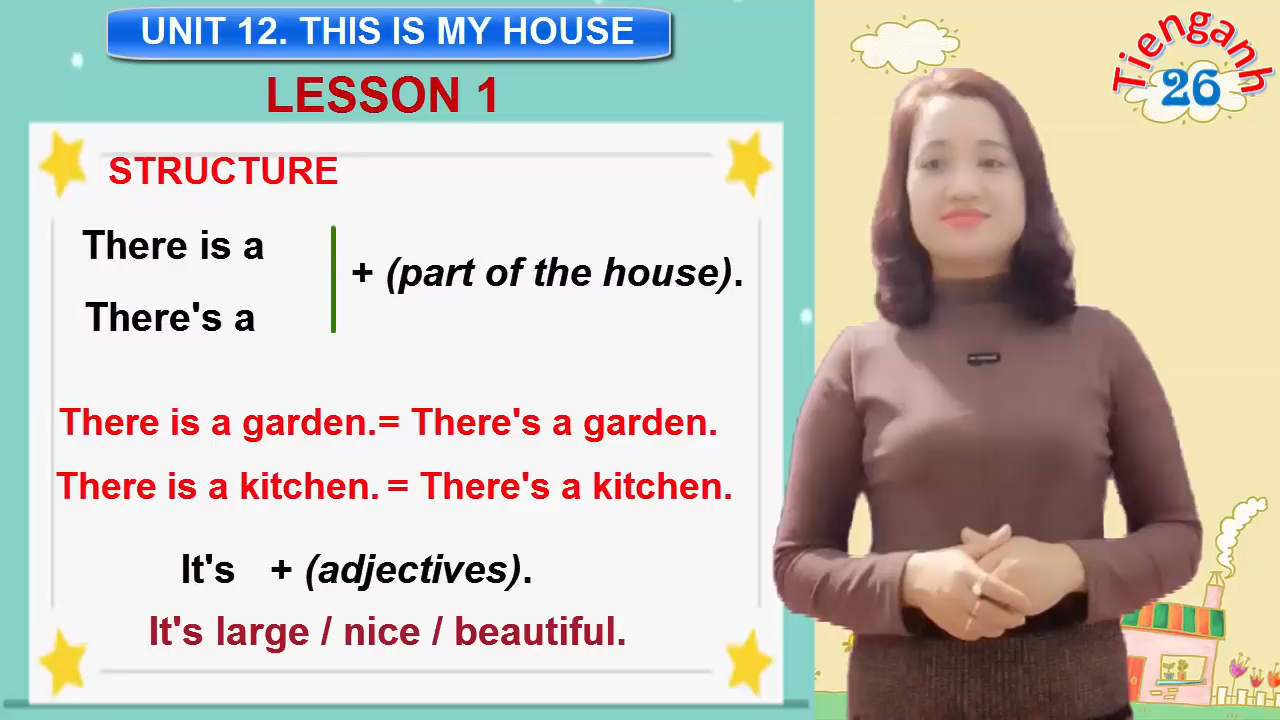 UNIT 12. THIS IS MY HOUSE
LESSON 1
STRUCTURE
There is a
There's a
+ (part of the house).
There is a garden.= There's a garden.
There is a kitchen. = There's a kitchen.
It's + (adjectives).
It's large / nice / beautiful.
Tienganh
26